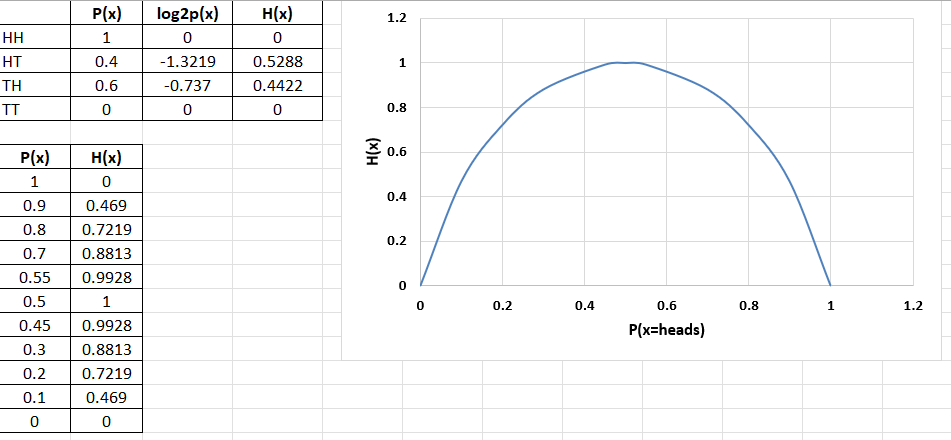 P(x) log2p(x) H(x)
HH 1 0 0
HT 0.4 -1.3219 0.5288
TH 0.6 -0.737 0.4422
TT 0 0 0
P(x) H(x)
1 0
0.9 0.469
0.8 0.7219
0.7 0.8813
0.55 0.9928
0.5 1
0.45 0.9928
0.3 0.8813
0.2 0.7219
0.1 0.469
0 0
1.2
1
0.8
0.6
0.4
0.2
0
H(x)
0 0.2 0.4 0.6 0.8 1 1.2
P(x=heads)